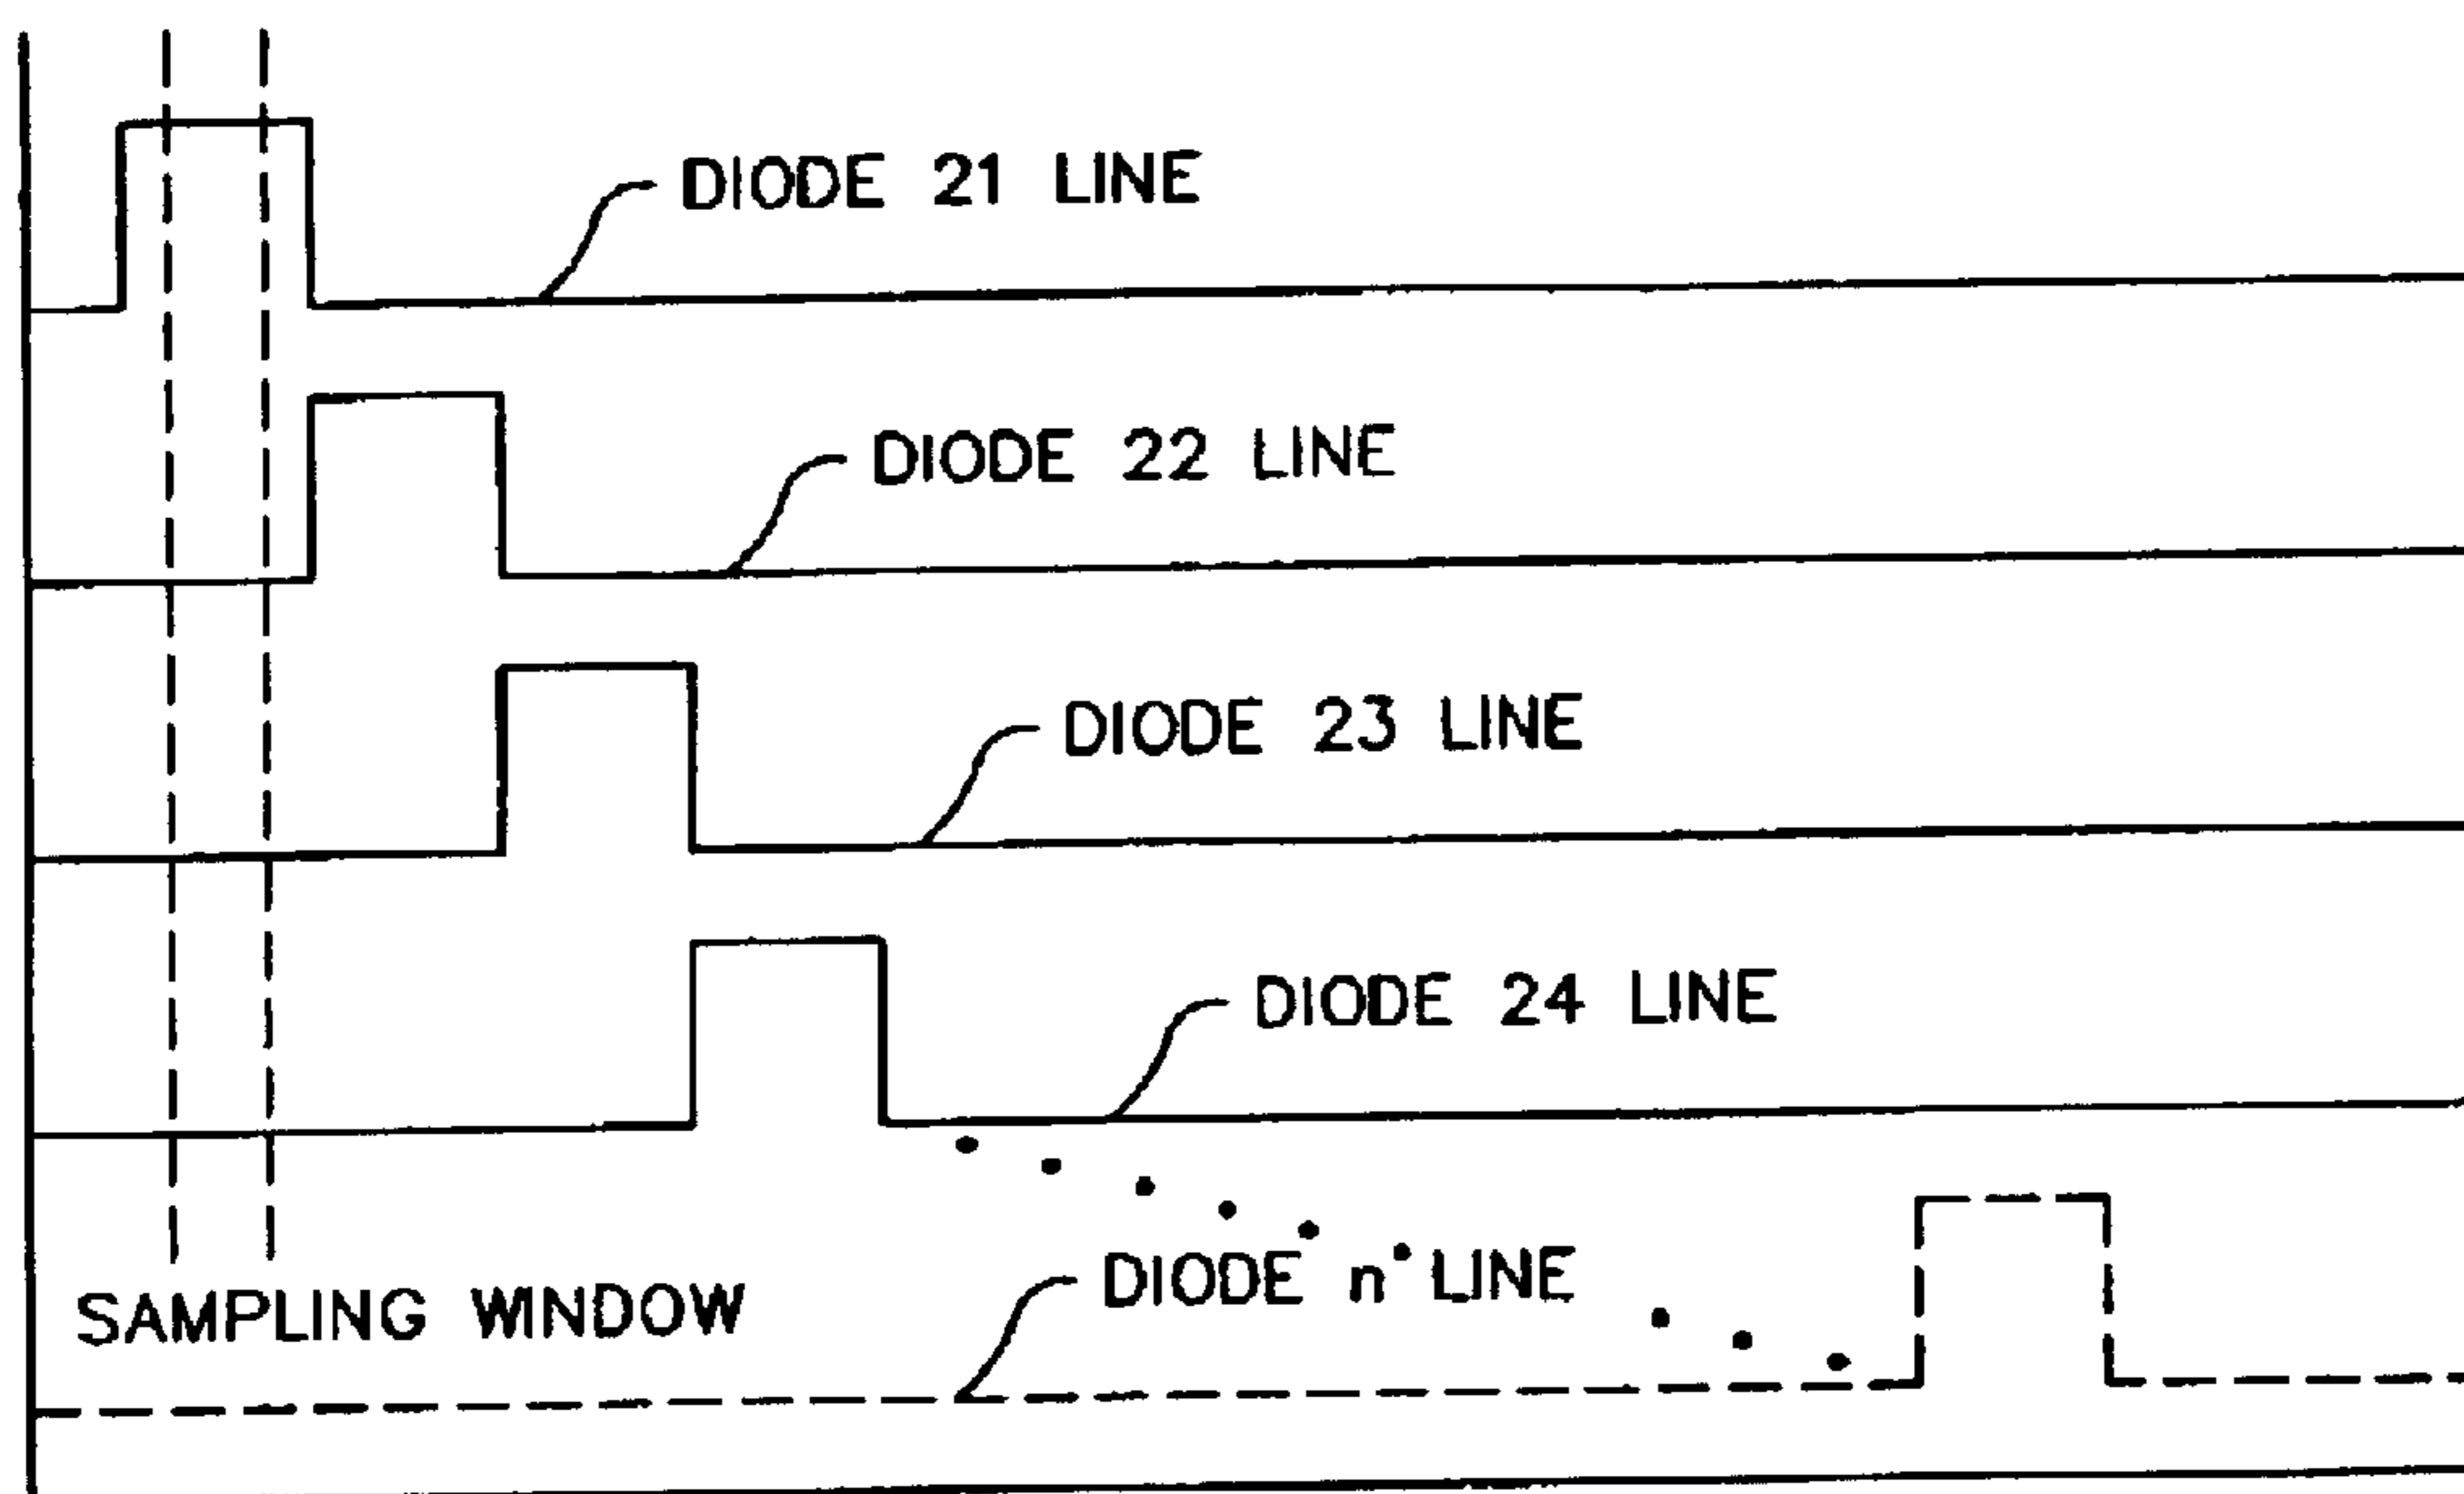 DIODE 21 LINE
DIODE 22 LINE
DIODE 23 LINE
DIODE 24 LINE
DIODE n LINE
SAMPLING WINDOW